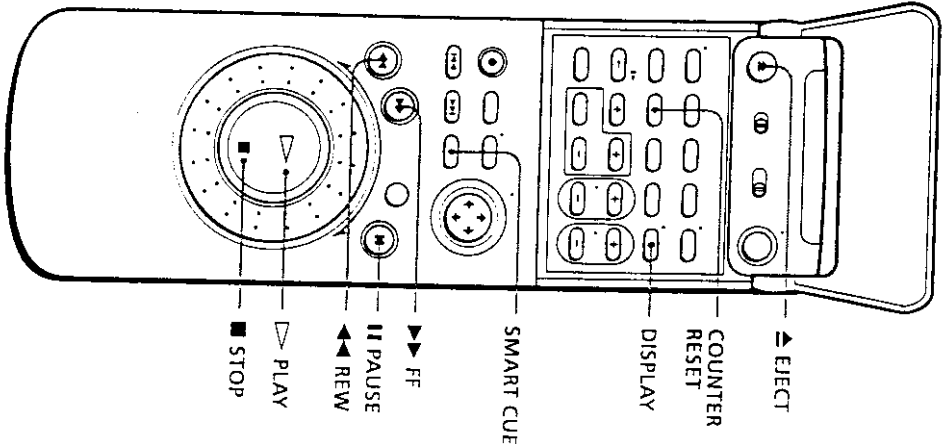 ≜ EJECT
COUNTER
RESET
DISPLAY
SMART CUE
▶▶ FF
❚❚ PAUSE
◀◀ REW
▷ PLAY
■ STOP